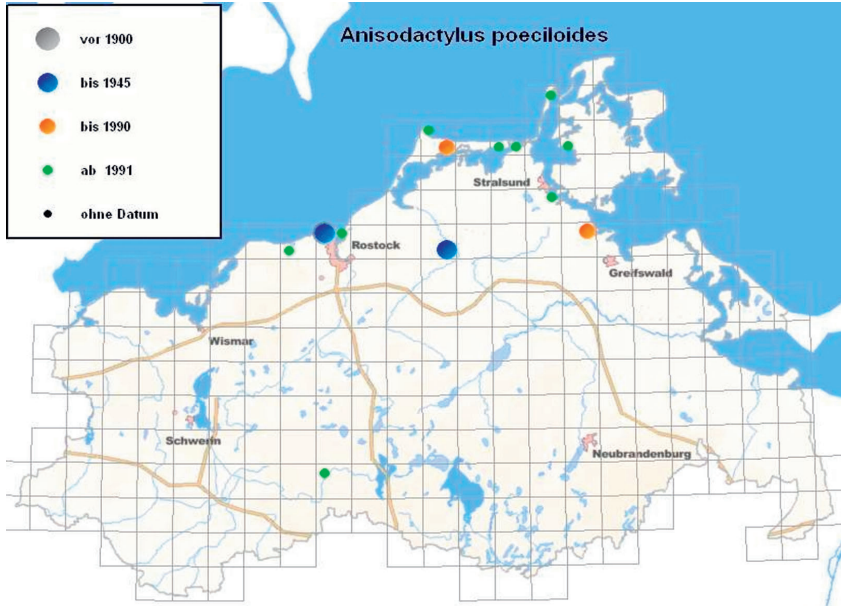 Anisodactylus poeciloides
vor 1900
bis 1945
bis 1990
ab 1991
ohne Datum
Stralsund
Rostock
Greifswald
Wismar
Schwerin
Neubrandenburg